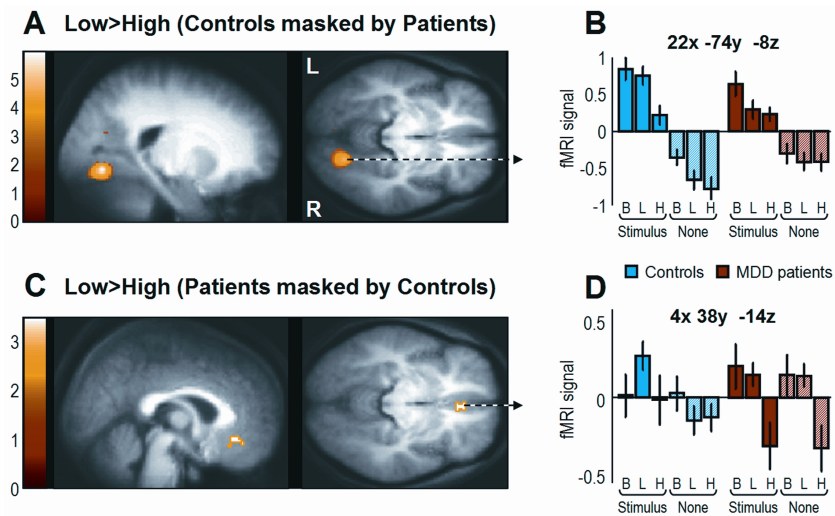 A Low>High (Controls masked by Patients)
5
4
3
2
1
0
L
R
B
22x -74y -8z
fMRI signal
1
0.5
0
-0.5
-1
B L H B L H B L H B L H
Stimulus None Stimulus None
Controls MDD patients
C Low>High (Patients masked by Controls)
3
2
1
0
D
4x 38y -14z
fMRI signal
0.5
0
-0.5
B L H B L H B L H B L H
Stimulus None Stimulus None